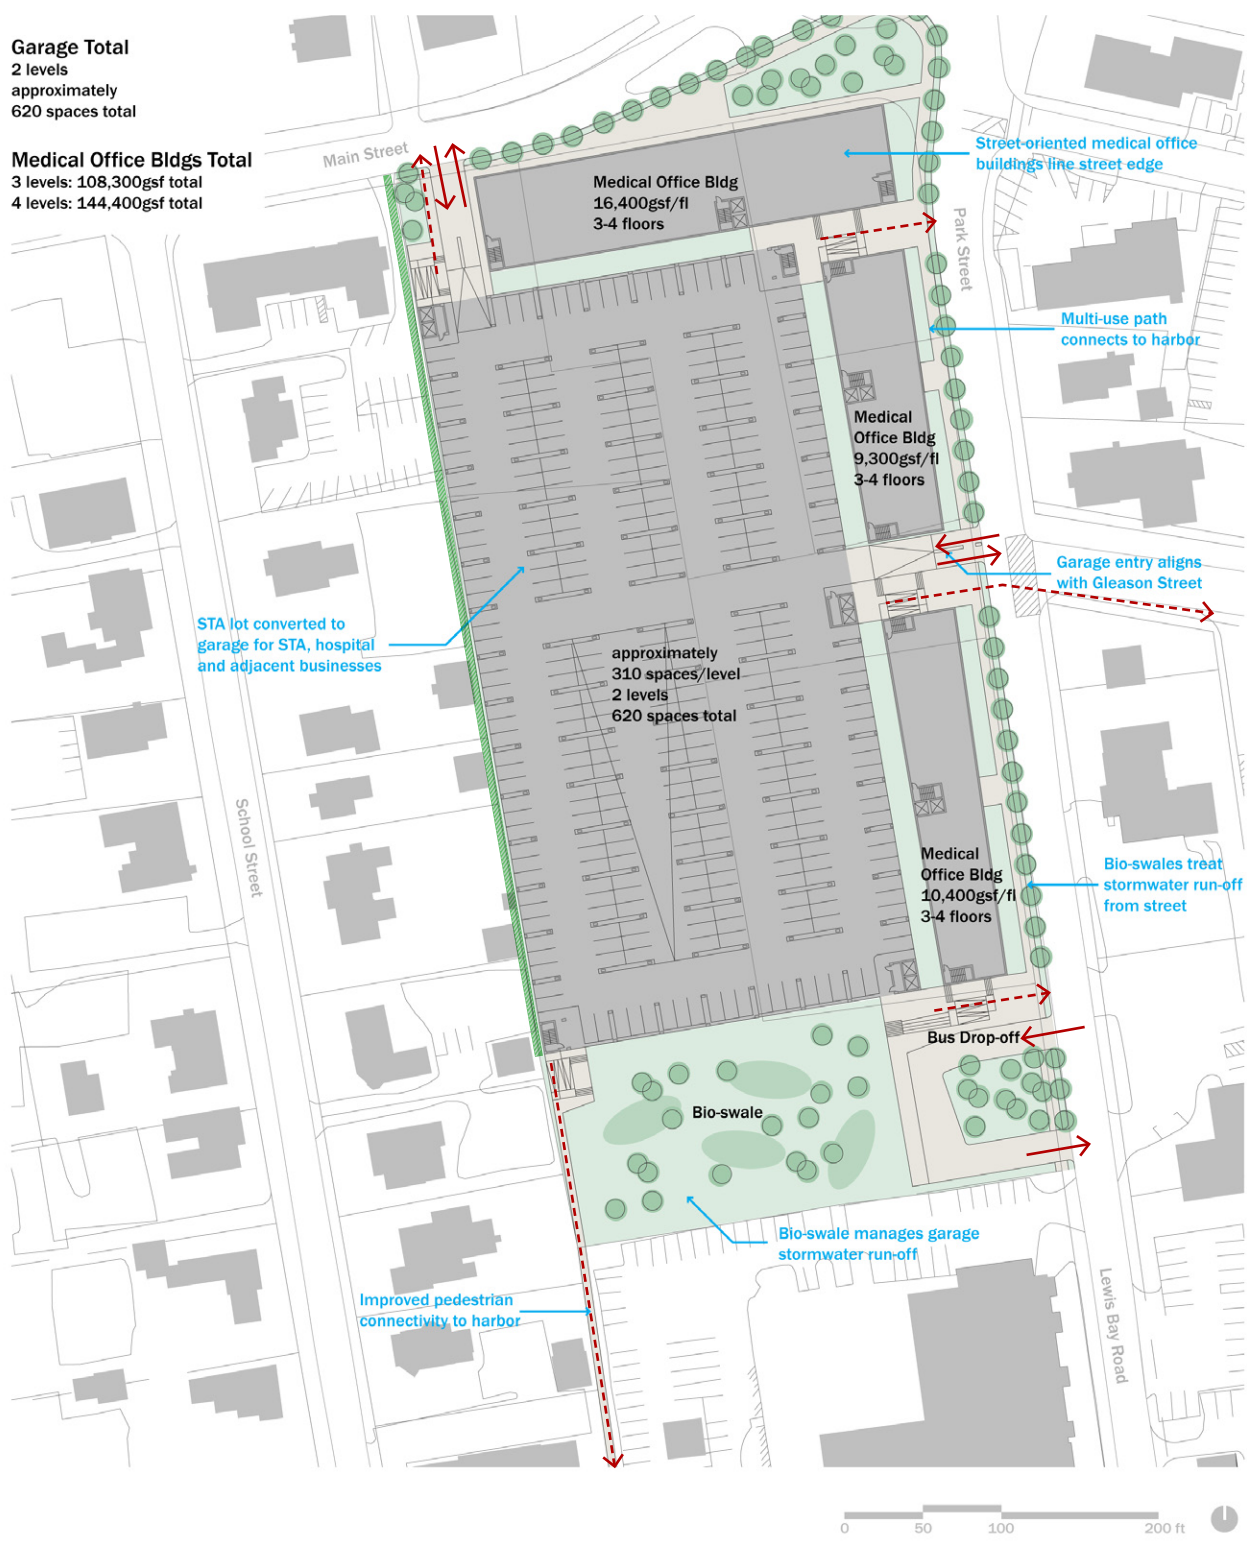 Garage Total
2 levels
approximately
620 spaces total
Medical Office Bldgs Total
3 levels: 108,300gsf total
4 levels: 144,400gsf total
Main Street
Medical Office Bldg
16,400gsf/fl
3-4 floors
Street-oriented medical office
buildings line street edge
Park Street
Multi-use path
connects to harbor
Medical
Office Bldg
9,300gsf/fl
3-4 floors
Garage entry aligns
with Gleason Street
STA lot converted to
garage for STA, hospital
and adjacent businesses
approximately
310 spaces/level
2 levels
620 spaces total
School Street
Medical
Office Bldg
10,400gsf/fl
3-4 floors
Bio-swales treat
stormwater run-off
from street
Bus Drop-off
Bio-swale
Bio-swale manages garage
stormwater run-off
Improved pedestrian
connectivity to harbor
Lewis Bay Road
0 50 100 200 ft